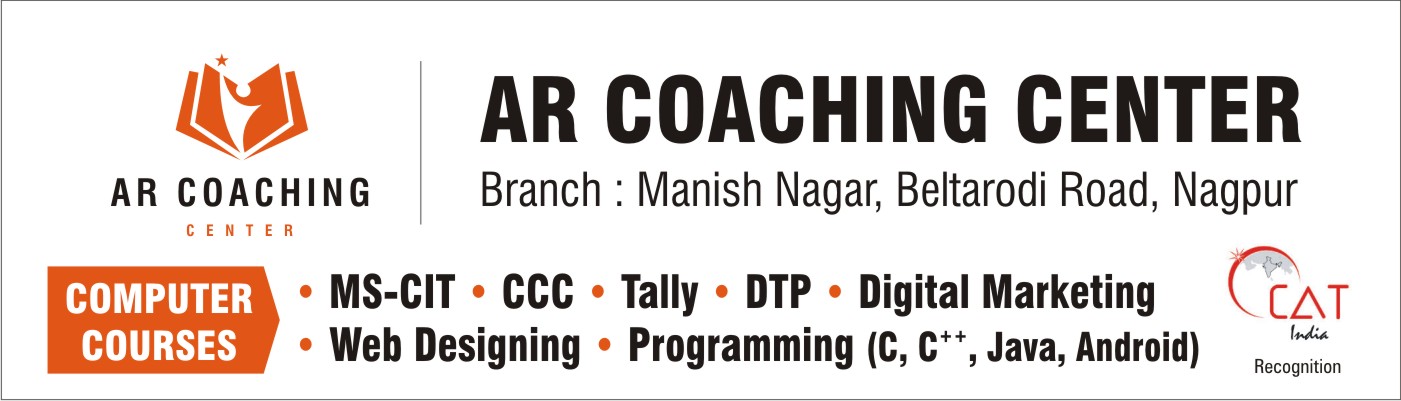 AR COACHING
CENTER
AR COACHING CENTER
Branch : Manish Nagar, Beltarodi Road, Nagpur
COMPUTER
COURSES
• MS-CIT • CCC • Tally • DTP • Digital Marketing
• Web Designing • Programming (C, C++, Java, Android)
CAT
India
Recognition